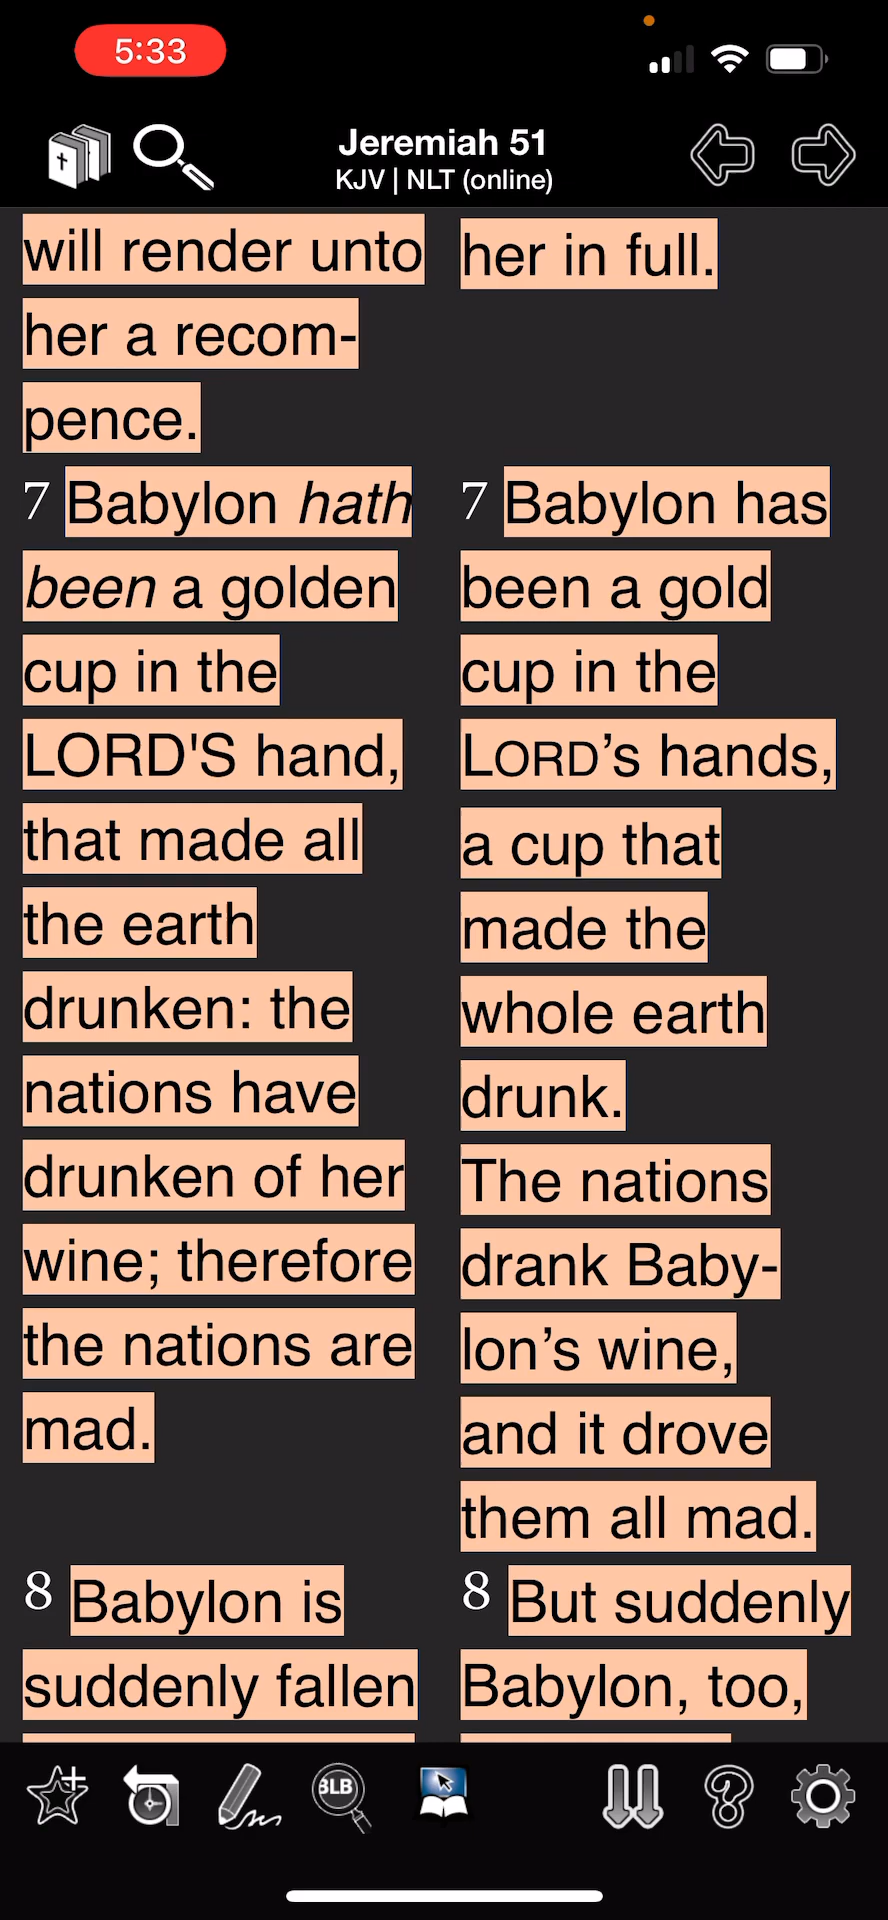 5:33
Jeremiah 51
KJV | NLT (online)
will render unto
her a recom-
pence.
7 Babylon hath
been a golden
cup in the
LORD'S hand,
that made all
the earth
drunken: the
nations have
drunken of her
wine; therefore
the nations are
mad.
8 Babylon is
suddenly fallen
her in full.
7 Babylon has
been a gold
cup in the
LORD’s hands,
a cup that
made the
whole earth
drunk.
The nations
drank Baby-
lon’s wine,
and it drove
them all mad.
8 But suddenly
Babylon, too,
BLB